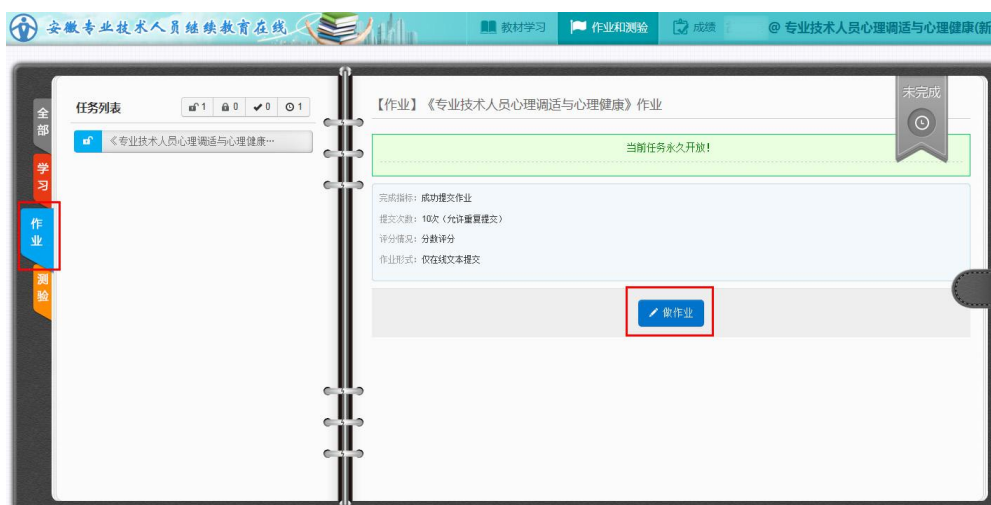 安徽专业技术人员继续教育在线
教材学习
作业和测验
成绩
@ 专业技术人员心理调适与心理健康(新
全部
学习
作业
测验
任务列表
1 0 0 1
《专业技术人员心理调适与心理健康…
【作业】《专业技术人员心理调适与心理健康》作业
未完成
当前任务永久开放！
完成指标：成功提交作业
提交次数：10次（允许重复提交）
评分情况：分数评分
作业形式：仅在线文本提交
做作业